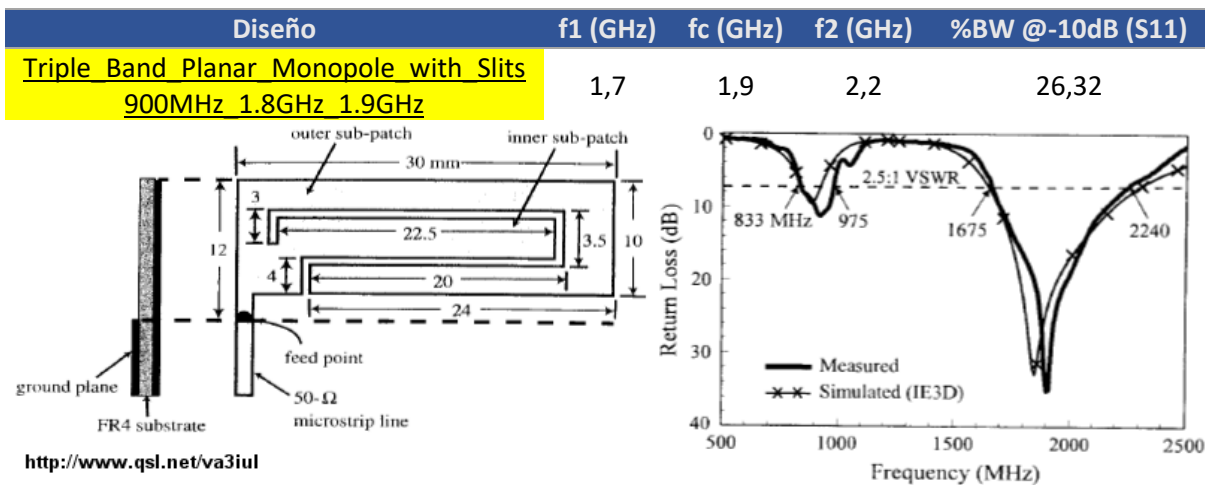 Diseño f1 (GHz) fc (GHz) f2 (GHz) %BW @-10dB (S11)
Triple_Band_Planar_Monopole_with_Slits
900MHz_1.8GHz_1.9GHz
1,7 1,9 2,2 26,32
outer sub-patch
inner sub-patch
30 mm
3
22.5
3.5
10
12
4
20
24
feed point
ground plane
50-Ω
microstrip line
FR4 substrate
http://www.qsl.net/va3iul
0
10
20
30
40
Return Loss (dB)
2.5:1 VSWR
833 MHz
975
1675
2240
Measured
Simulated (IE3D)
500 1000 1500 2000 2500
Frequency (MHz)